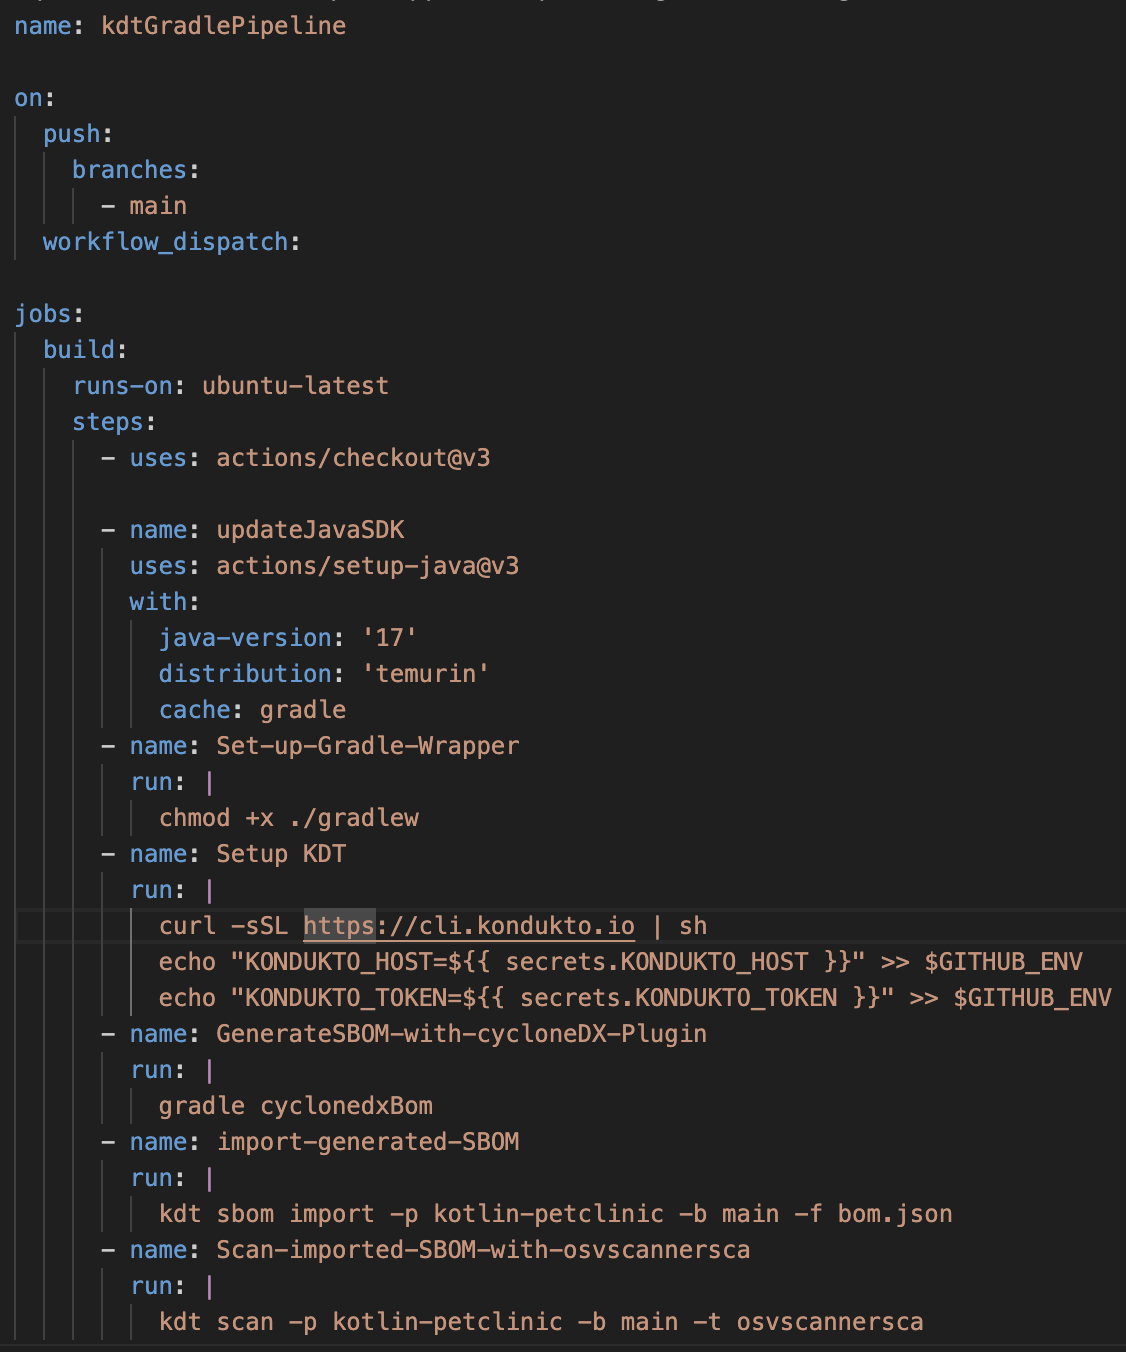 name: kdtGradlePipeline
on:
push:
branches:
- main
workflow_dispatch:
jobs:
build:
runs-on: ubuntu-latest
steps:
- uses: actions/checkout@v3
- name: updateJavaSDK
uses: actions/setup-java@v3
with:
java-version: '17'
distribution: 'temurin'
cache: gradle
- name: Set-up-Gradle-Wrapper
run: |
chmod +x ./gradlew
- name: Setup KDT
run: |
curl -sSL https://cli.kondukto.io | sh
echo "KONDUKTO_HOST=${{ secrets.KONDUKTO_HOST }}" >> $GITHUB_ENV
echo "KONDUKTO_TOKEN=${{ secrets.KONDUKTO_TOKEN }}" >> $GITHUB_ENV
- name: GenerateSBOM-with-cycloneDX-Plugin
run: |
gradle cyclonedxBom
- name: import-generated-SBOM
run: |
kdt sbom import -p kotlin-petclinic -b main -f bom.json
- name: Scan-imported-SBOM-with-osvscannersca
run: |
kdt scan -p kotlin-petclinic -b main -t osvscannersca